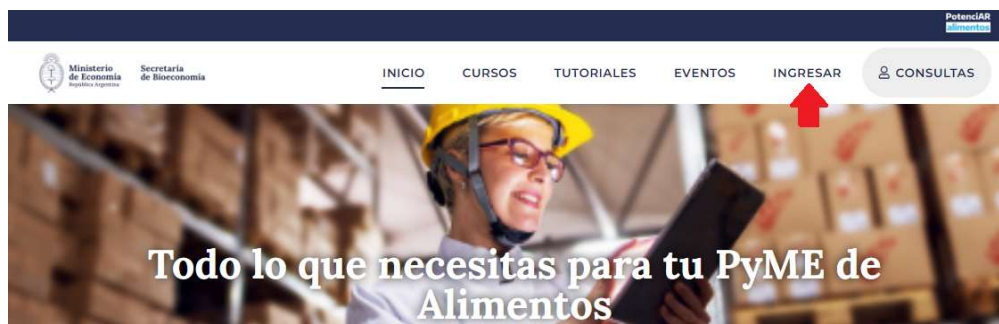 PotenciAR
alimentos
Ministerio
de Economía
República Argentina
Secretaría
de Bioeconomía
INICIO
CURSOS
TUTORIALES
EVENTOS
INGRESAR
CONSULTAS
Todo lo que necesitas para tu PyME de
Alimentos